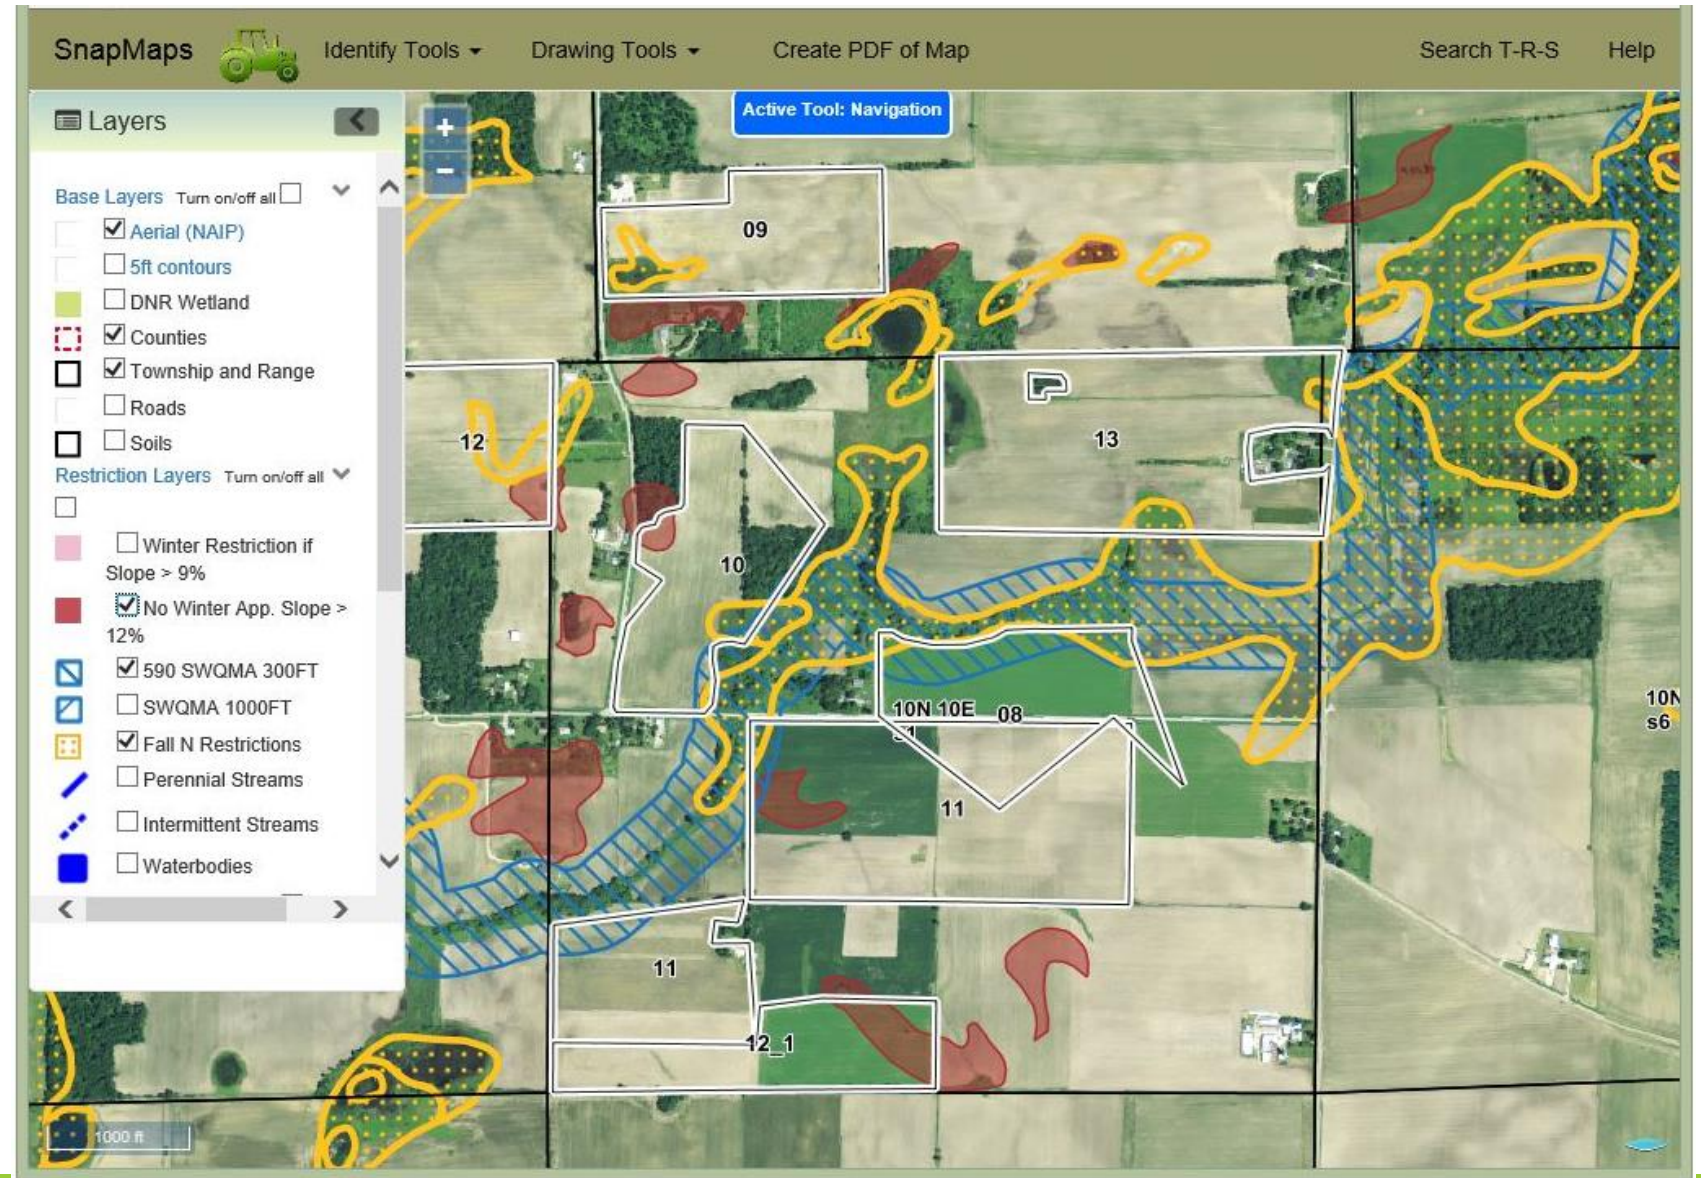 SnapMaps
Identify Tools
Drawing Tools
Create PDF of Map
Search T-R-S
Help
Active Tool: Navigation
Layers
+
−
Base Layers Turn on/off all
Aerial (NAIP)
5ft contours
DNR Wetland
Counties
Township and Range
Roads
Soils
Restriction Layers Turn on/off all
Winter Restriction if
Slope > 9%
No Winter App. Slope >
12%
590 SWQMA 300FT
SWQMA 1000FT
Fall N Restrictions
Perennial Streams
Intermittent Streams
Waterbodies
09
12
13
10
10N 10E
08
11
11
12_1
10N
s6
1000 ft